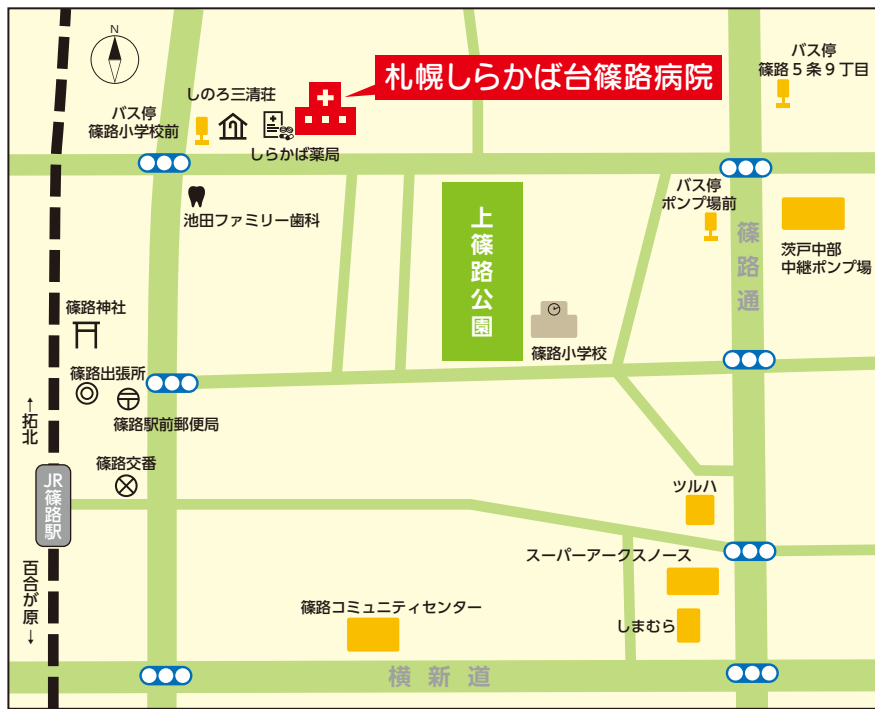 N
札幌しらかば台篠路病院
バス停
篠路5条9丁目
しのろ三清荘
バス停
篠路小学校前
しらかば薬局
バス停
ポンプ場前
池田ファミリー歯科
上篠路公園
篠路通
茨戸中部
中継ポンプ場
篠路神社
篠路小学校
篠路出張所
←拓北
篠路駅前郵便局
篠路交番
JR篠路駅
ツルハ
スーパーアークスノース
百合が原→
篠路コミュニティセンター
しまむら
横新道